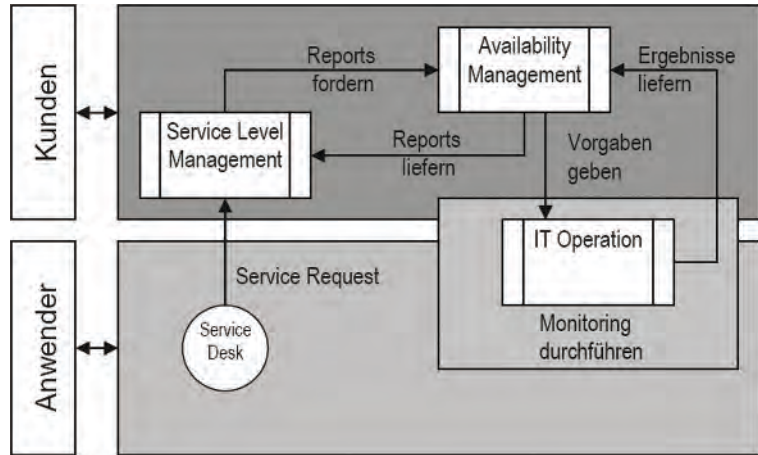 Kunden
Reports
fordern
Availability
Management
Ergebnisse
liefern
Service Level
Management
Reports
liefern
Vorgaben
geben
IT Operation
Monitoring
durchführen
Anwender
Service Request
Service
Desk